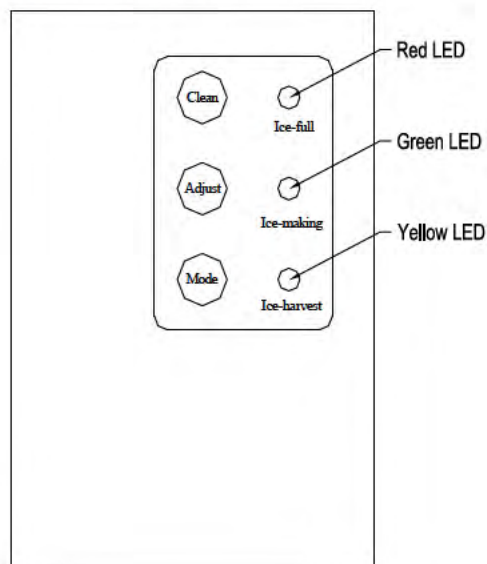 Red LED
Clean
Ice-full
Green LED
Adjust
Ice-making
Yellow LED
Mode
Ice-harvest